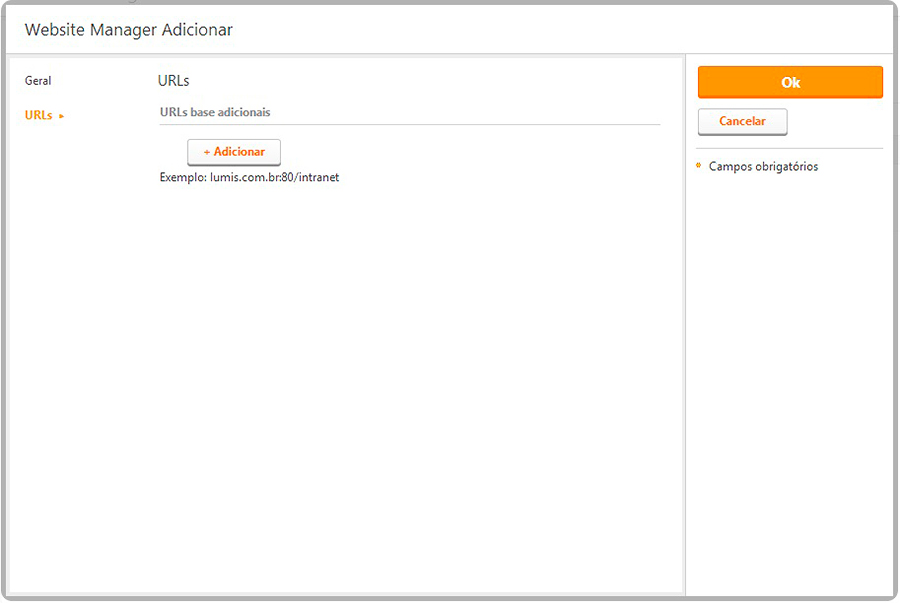 Website Manager Adicionar
Geral
URLs ▸
URLs
URLs base adicionais
+ Adicionar
Exemplo: lumis.com.br:80/intranet
Ok
Cancelar
* Campos obrigatórios